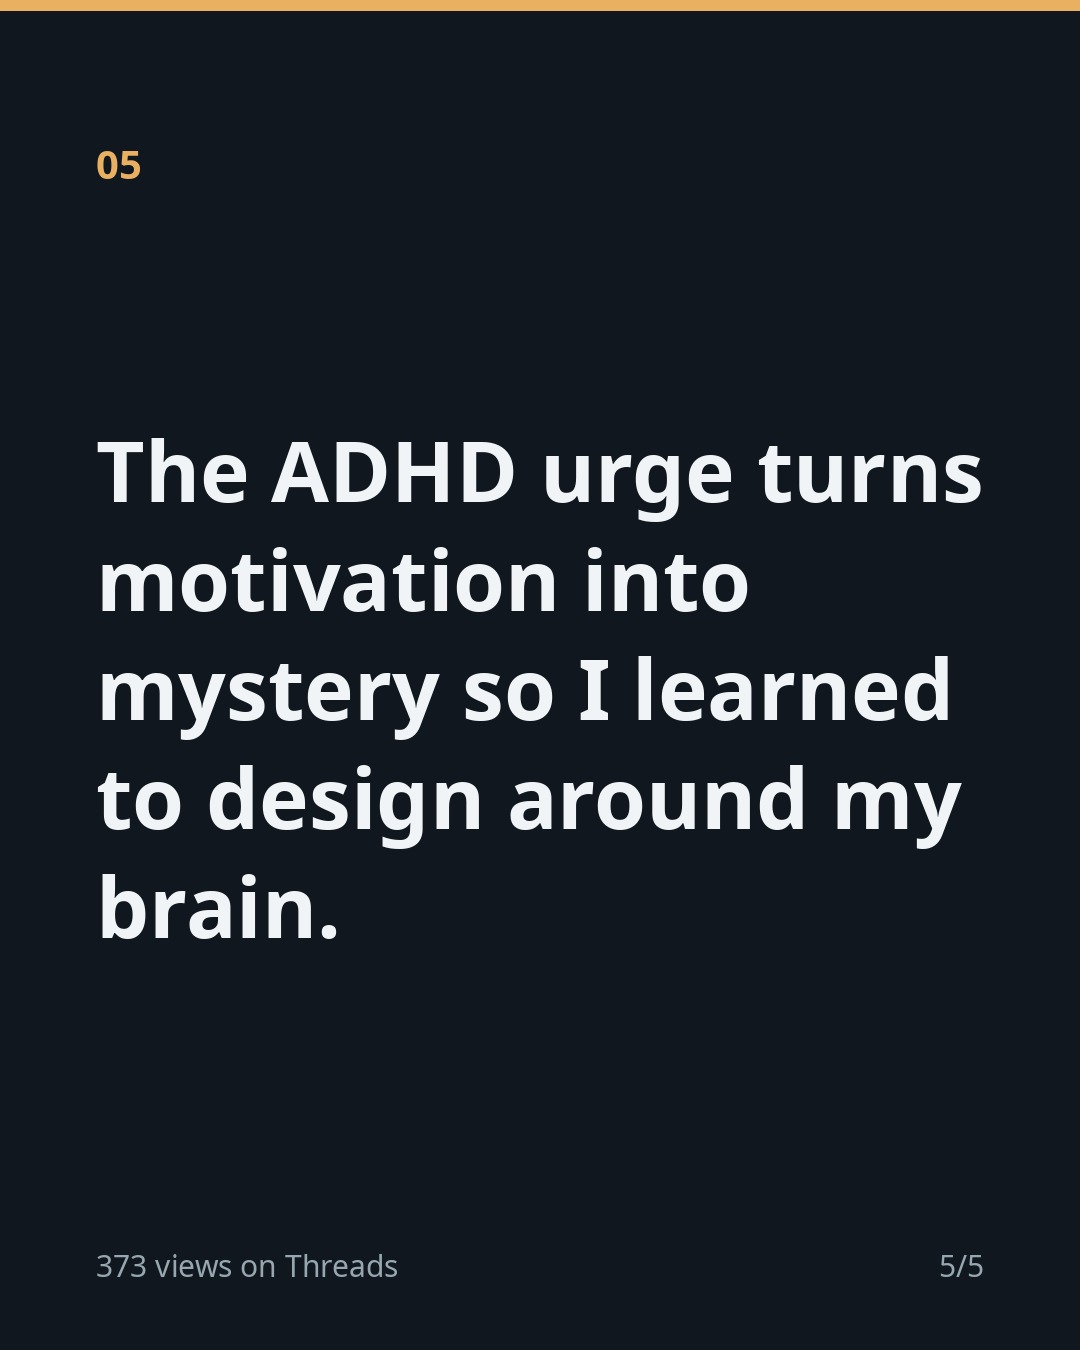 05
The ADHD urge turns
motivation into
mystery so I learned
to design around my
brain.
373 views on Threads
5/5